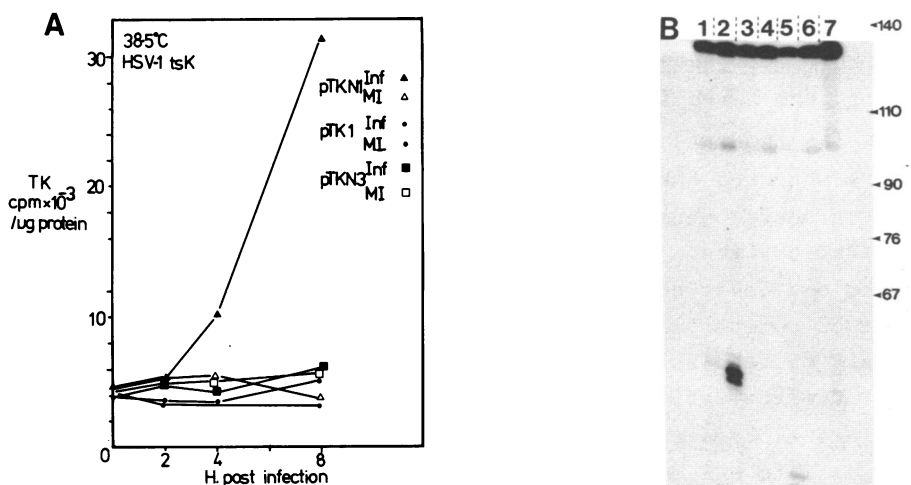 A
38·5°C
HSV-1 tsK
pTKN1 Inf
MI
pTK1 Inf
MI.
pTKN3 Inf
MI
TK
cpm×10⁻³
/ug protein
30
20
10
0
2
4
8
H. post infection
B
1 2 3 4 5 6 7
140
110
90
76
67